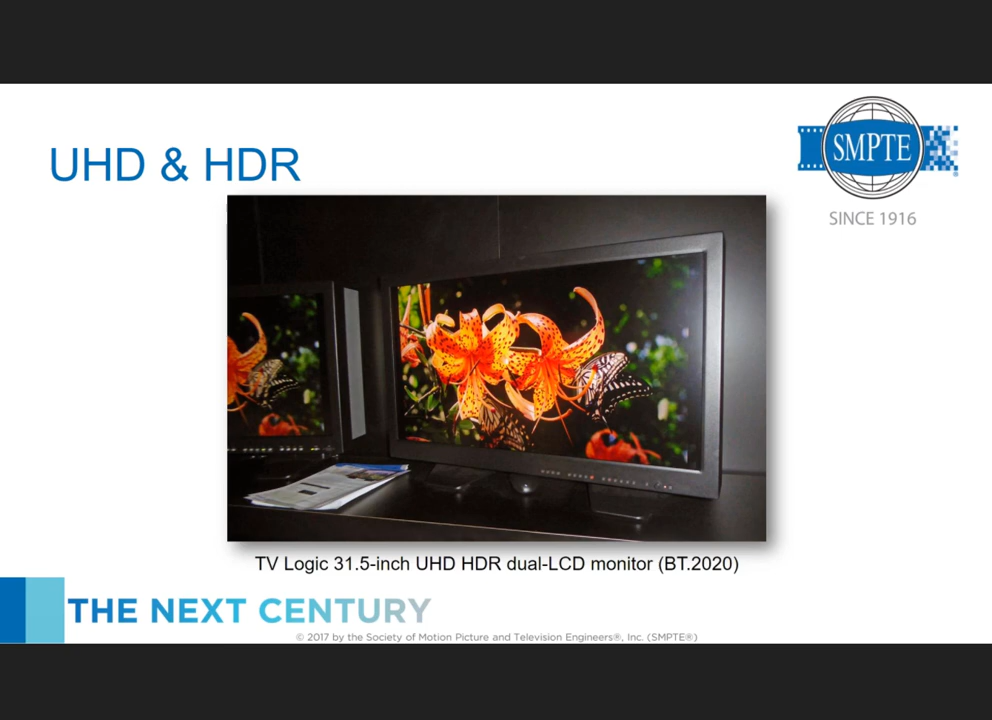 UHD & HDR
SMPTE
SINCE 1916
TV Logic 31.5-inch UHD HDR dual-LCD monitor (BT.2020)
THE NEXT CENTURY
© 2017 by the Society of Motion Picture and Television Engineers®, Inc. (SMPTE®)